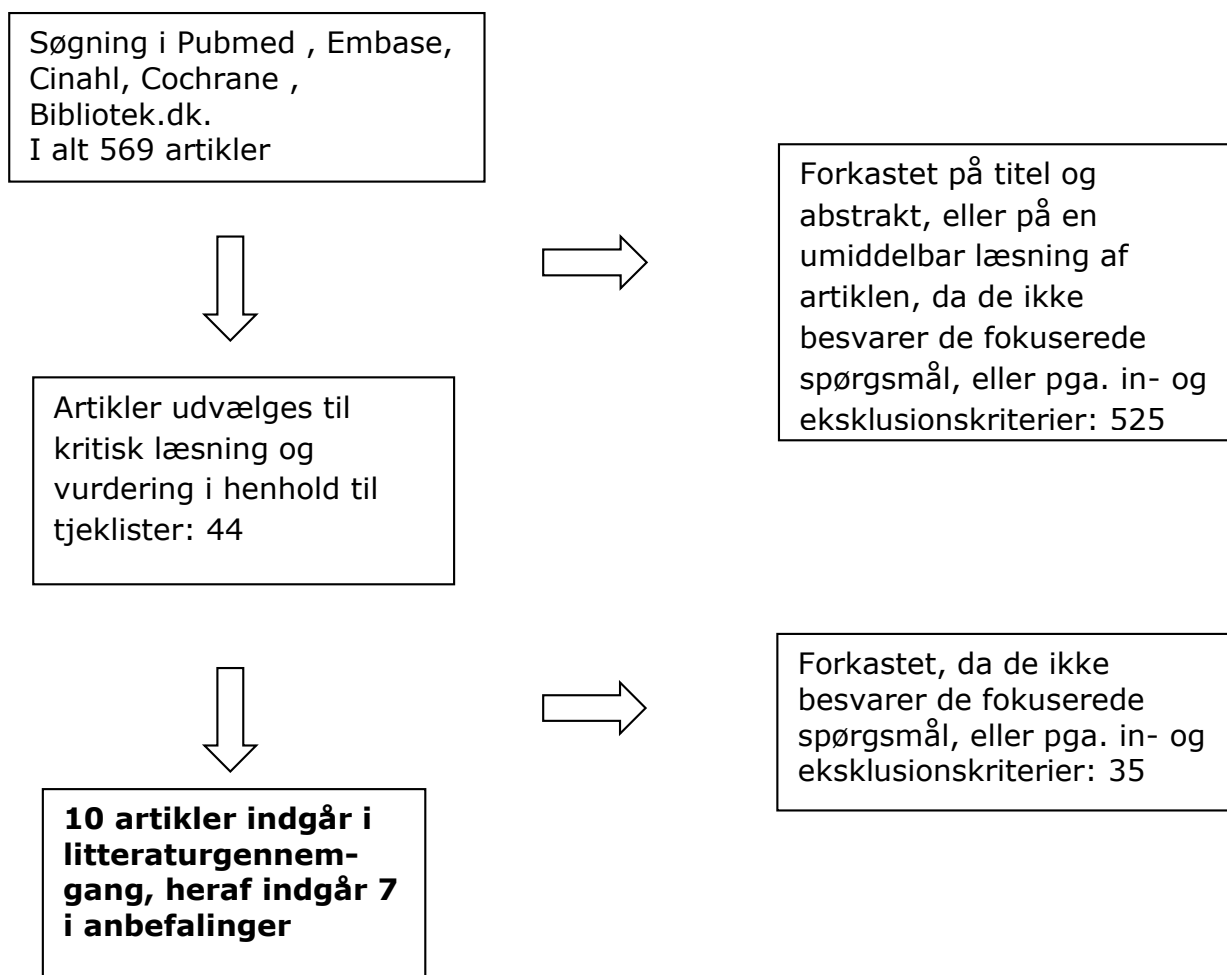 Søgning i Pubmed , Embase,
Cinahl, Cochrane ,
Bibliotek.dk.
I alt 569 artikler
Forkastet på titel og
abstrakt, eller på en
umiddelbar læsning af
artiklen, da de ikke
besvarer de fokuserede
spørgsmål, eller pga. in- og
eksklusionskriterier: 525
Artikler udvælges til
kritisk læsning og
vurdering i henhold til
tjeklister: 44
Forkastet, da de ikke
besvarer de fokuserede
spørgsmål, eller pga. in- og
eksklusionskriterier: 35
10 artikler indgår i
litteraturgennem-
gang, heraf indgår 7
i anbefalinger